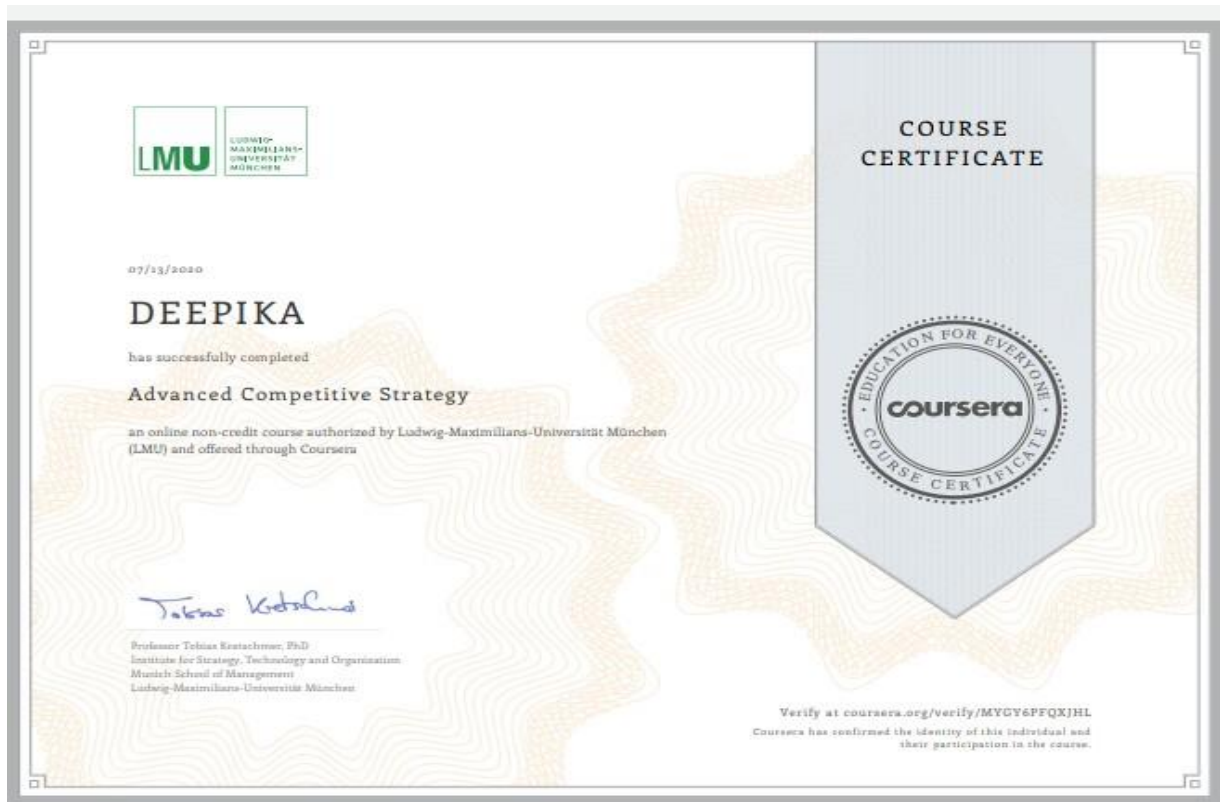 LMU
LUDWIG-
MAXIMILIANS-
UNIVERSITÄT
MÜNCHEN
COURSE
CERTIFICATE
07/13/2020
DEEPIKA
has successfully completed
Advanced Competitive Strategy
an online non-credit course authorized by Ludwig-Maximilians-Universität München
(LMU) and offered through Coursera
EDUCATION FOR EVERYONE
coursera
COURSE CERTIFICATE
Tobias Kretschmer
Professor Tobias Kretschmer, PhD
Institute for Strategy, Technology and Organization
Munich School of Management
Ludwig-Maximilians-Universität München
Verify at coursera.org/verify/MYGY6PFQXJHL
Coursera has confirmed the identity of this individual and
their participation in the course.